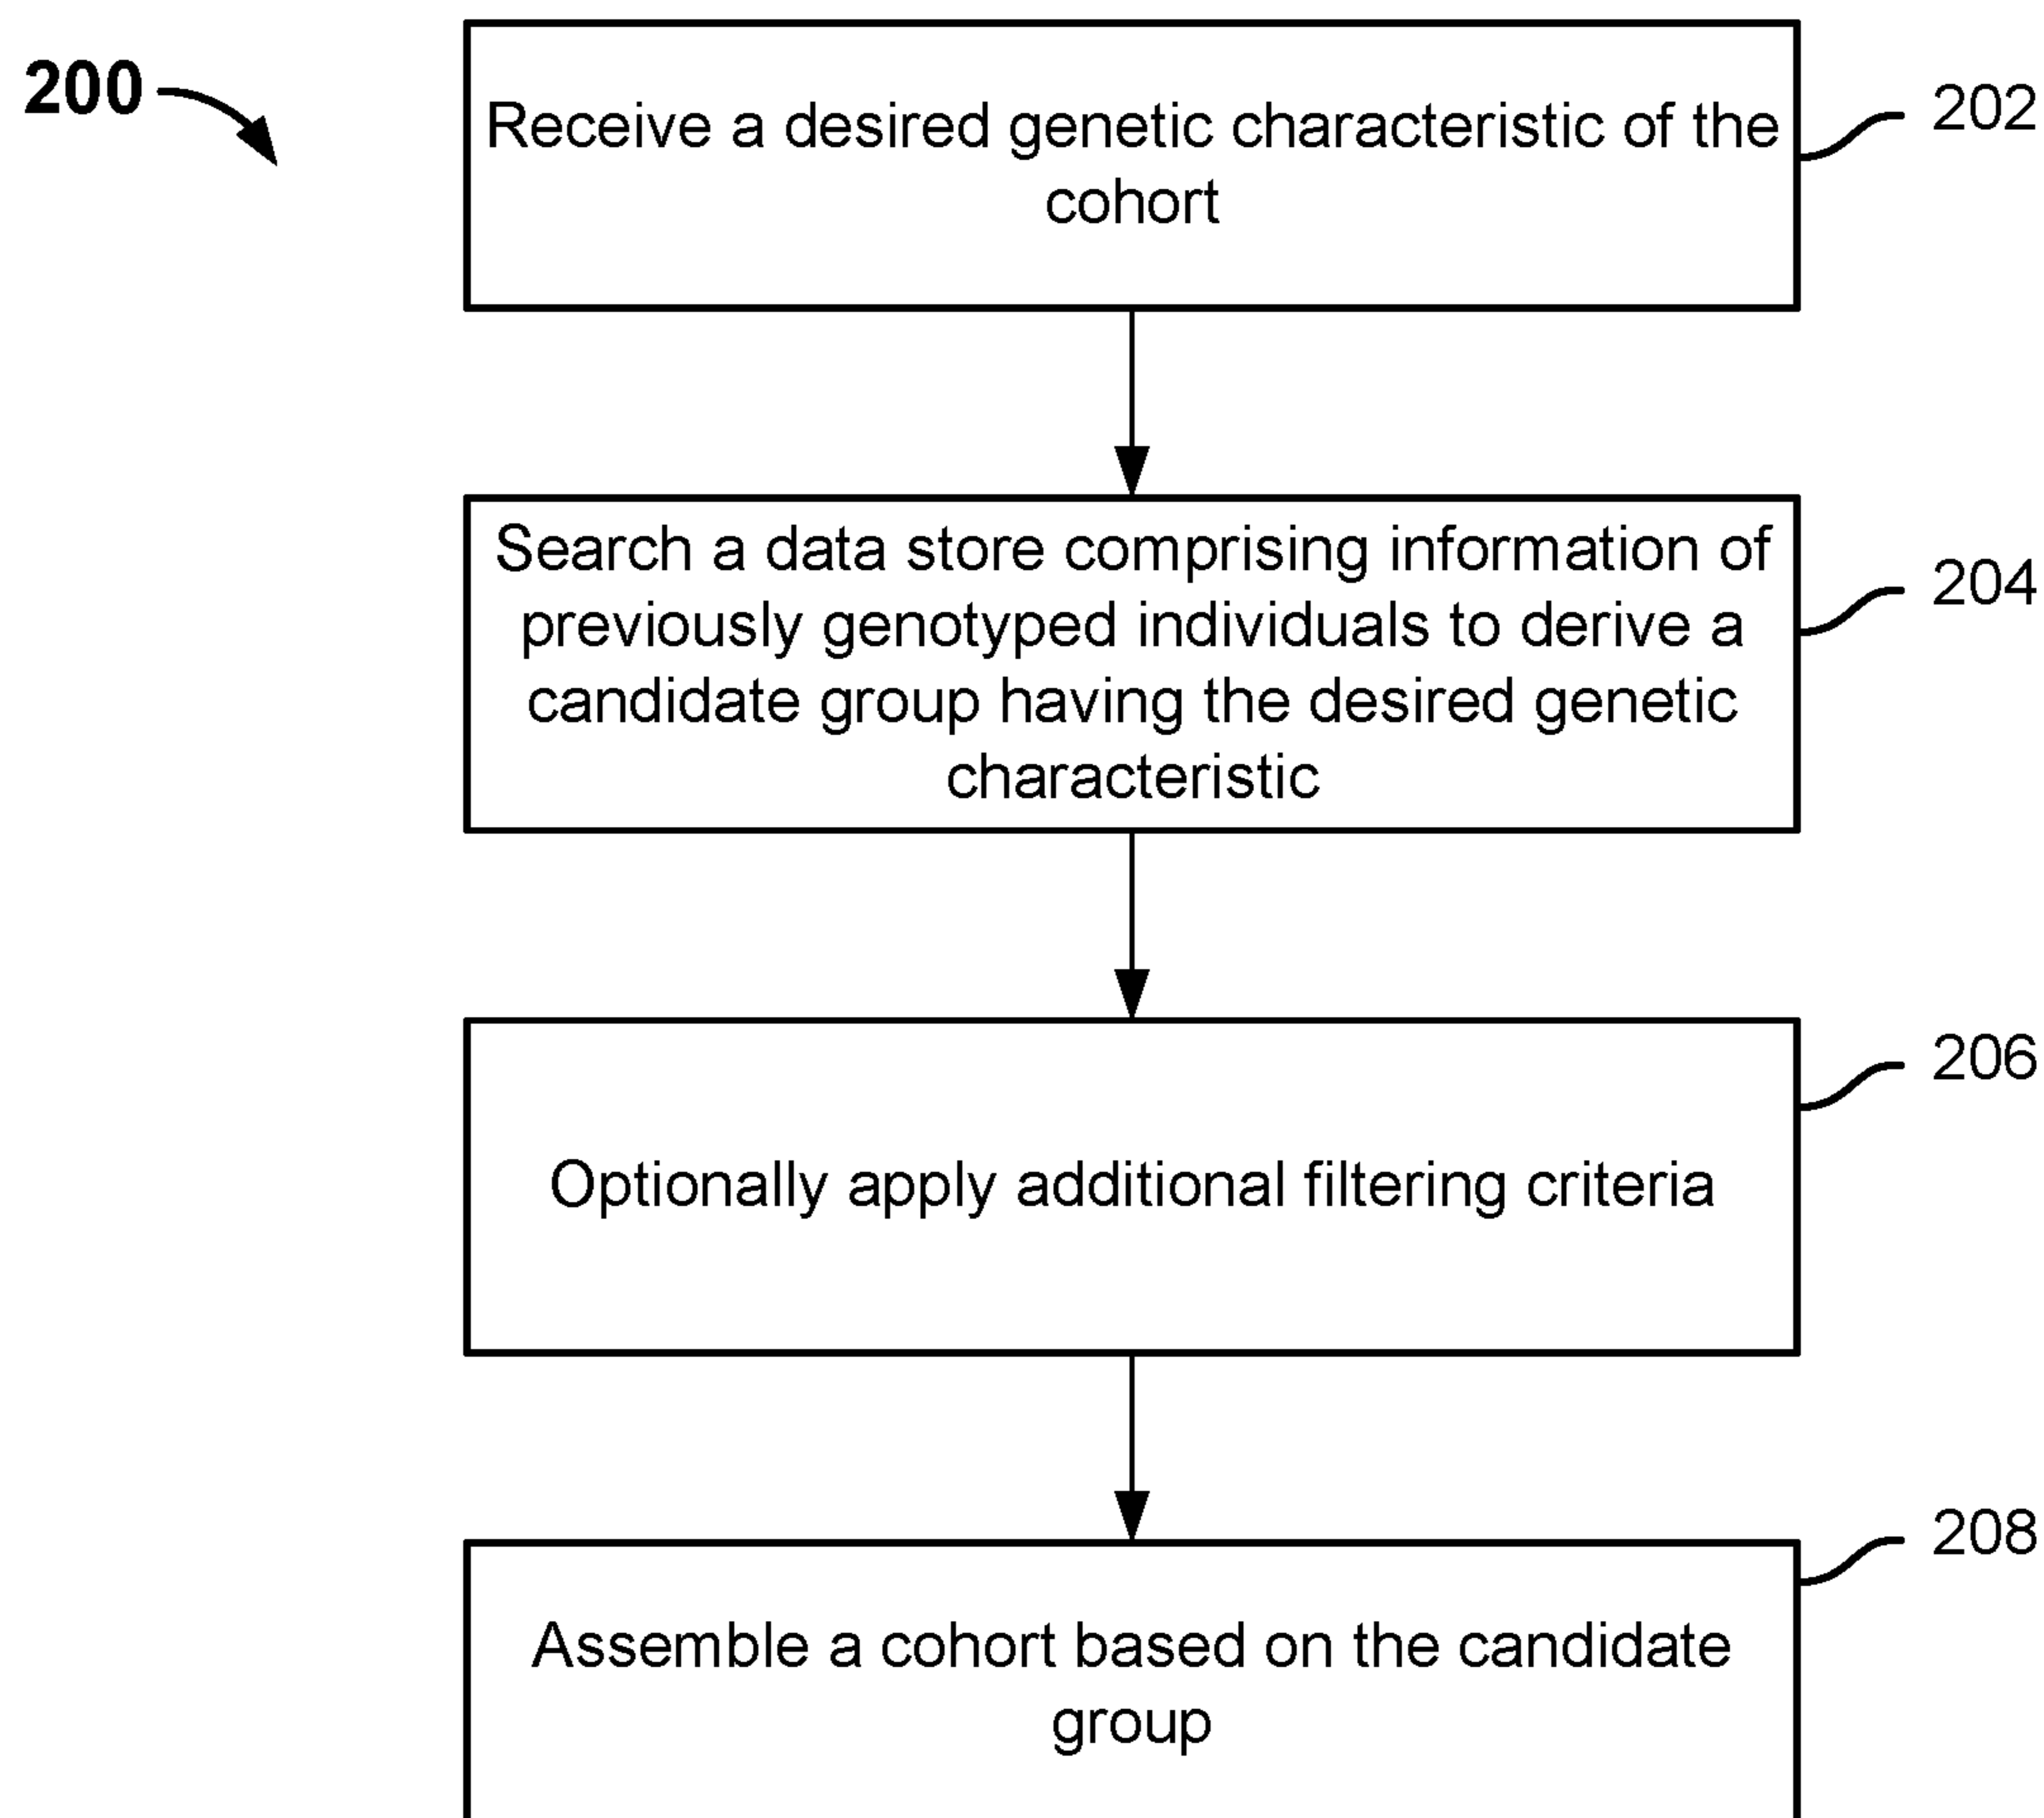 200
Receive a desired genetic characteristic of the
cohort
202
Search a data store comprising information of
previously genotyped individuals to derive a
candidate group having the desired genetic
characteristic
204
Optionally apply additional filtering criteria
206
Assemble a cohort based on the candidate
group
208